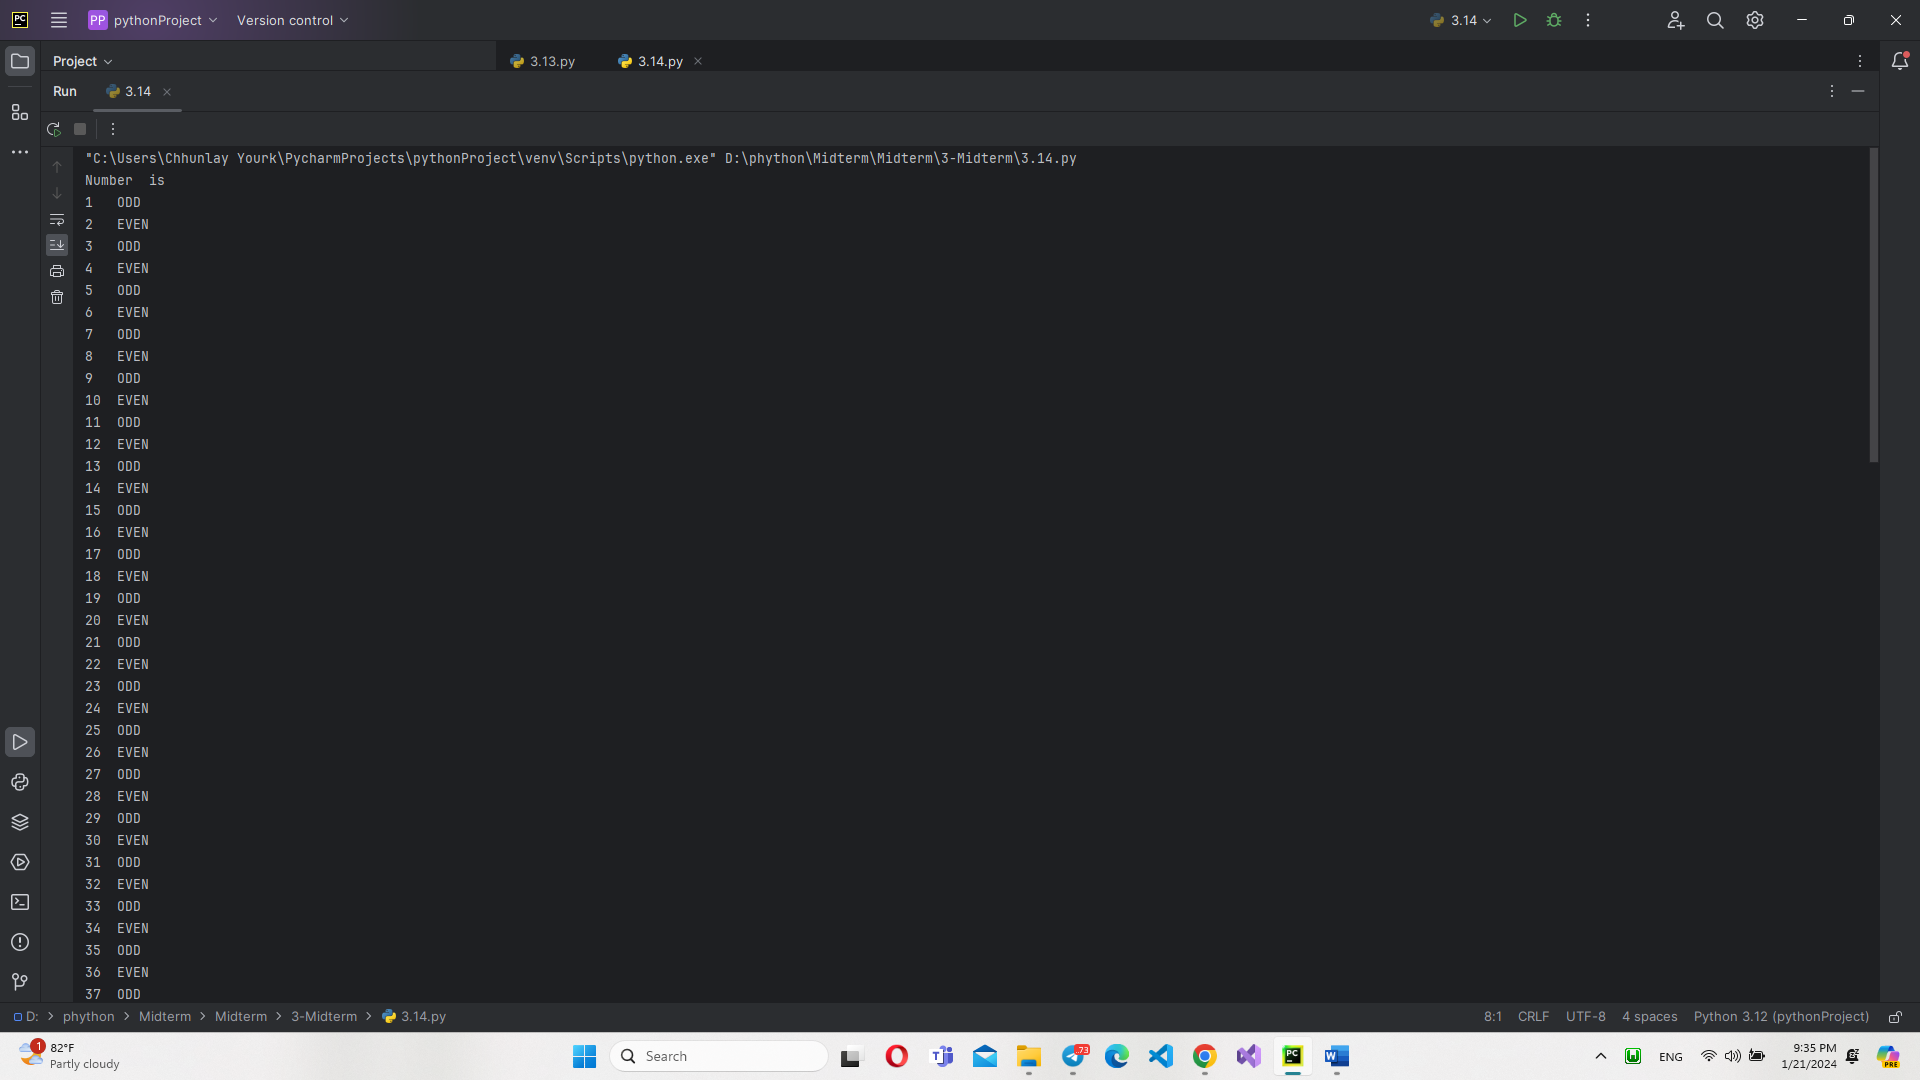 PC PP pythonProject Version control 3.14
Project 3.13.py 3.14.py
Run 3.14
"C:\Users\Chhunlay Yourk\PycharmProjects\pythonProject\venv\Scripts\python.exe" D:\phython\Midterm\Midterm\3-Midterm\3.14.py
Number  is
1   ODD
2   EVEN
3   ODD
4   EVEN
5   ODD
6   EVEN
7   ODD
8   EVEN
9   ODD
10  EVEN
11  ODD
12  EVEN
13  ODD
14  EVEN
15  ODD
16  EVEN
17  ODD
18  EVEN
19  ODD
20  EVEN
21  ODD
22  EVEN
23  ODD
24  EVEN
25  ODD
26  EVEN
27  ODD
28  EVEN
29  ODD
30  EVEN
31  ODD
32  EVEN
33  ODD
34  EVEN
35  ODD
36  EVEN
37  ODD
D: > phython > Midterm > Midterm > 3-Midterm > 3.14.py 8:1 CRLF UTF-8 4 spaces Python 3.12 (pythonProject)
1 82°F
Partly cloudy
Search
73
PC
ENG
9:35 PM
1/21/2024
PRE